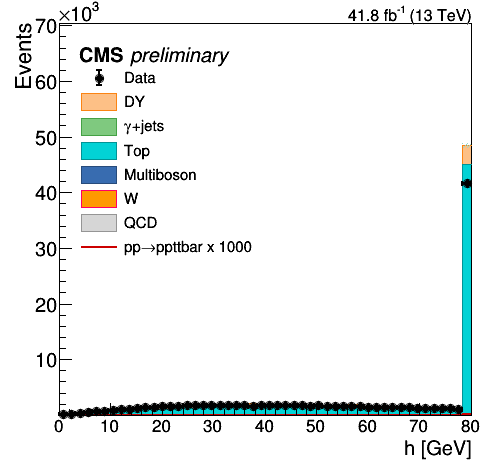 ×10³ 41.8 fb⁻¹ (13 TeV)
Events
CMS preliminary
Data
DY
γ+jets
Top
Multiboson
W
QCD
pp→ppttbar x 1000
70
60
50
40
30
20
10
0 10 20 30 40 50 60 70 80
h [GeV]